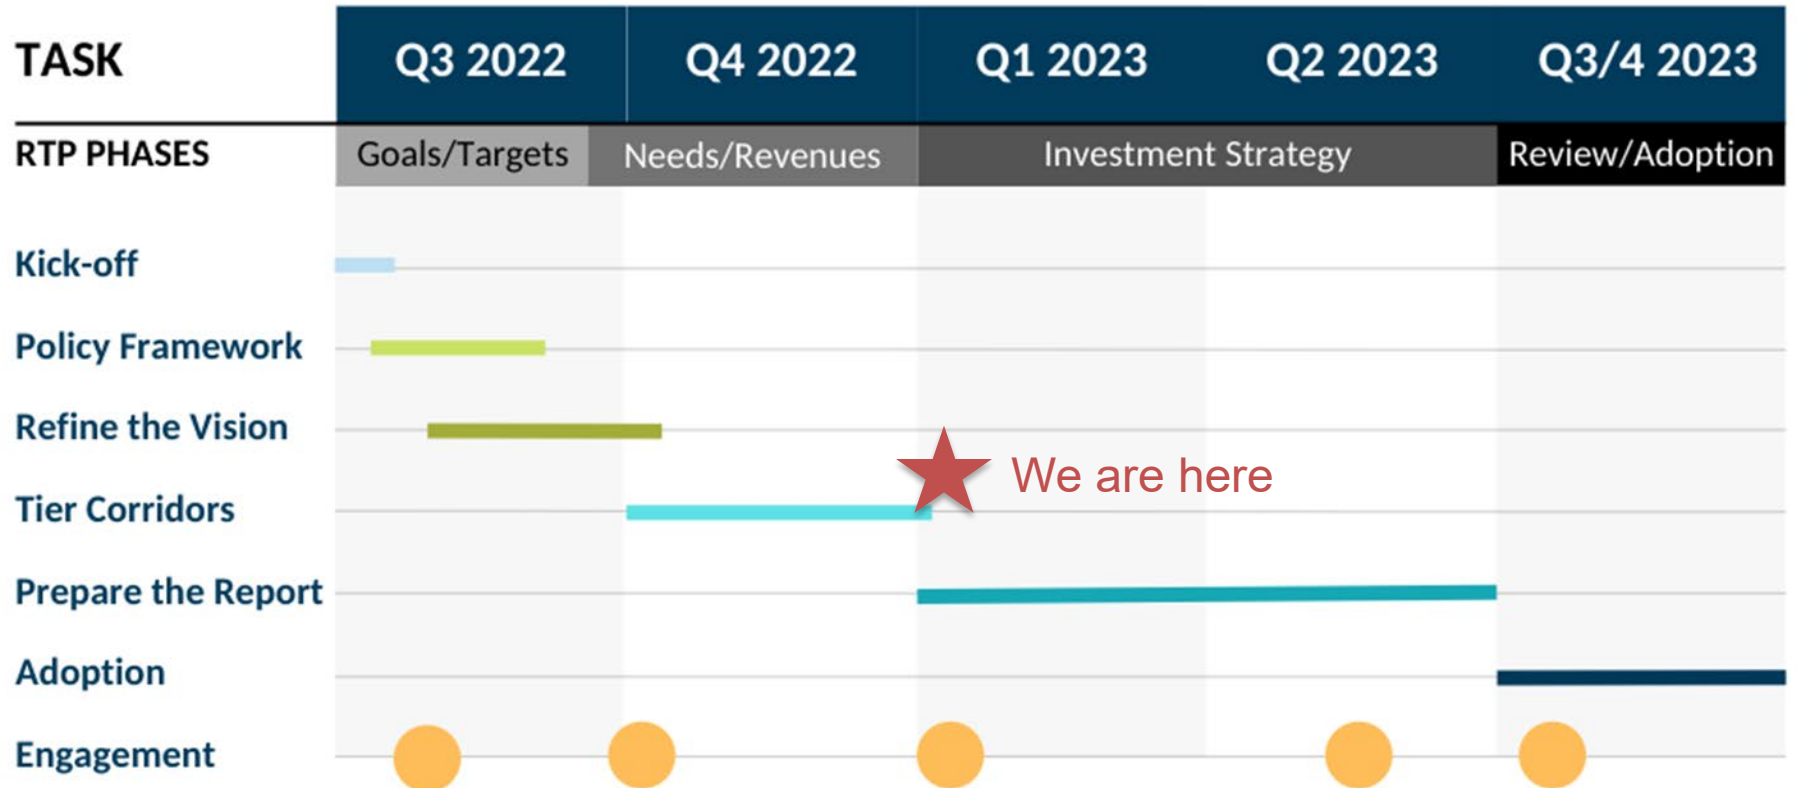 TASK Q3 2022 Q4 2022 Q1 2023 Q2 2023 Q3/4 2023
RTP PHASES Goals/Targets Needs/Revenues Investment Strategy Review/Adoption
Kick-off
Policy Framework
Refine the Vision
We are here
Tier Corridors
Prepare the Report
Adoption
Engagement